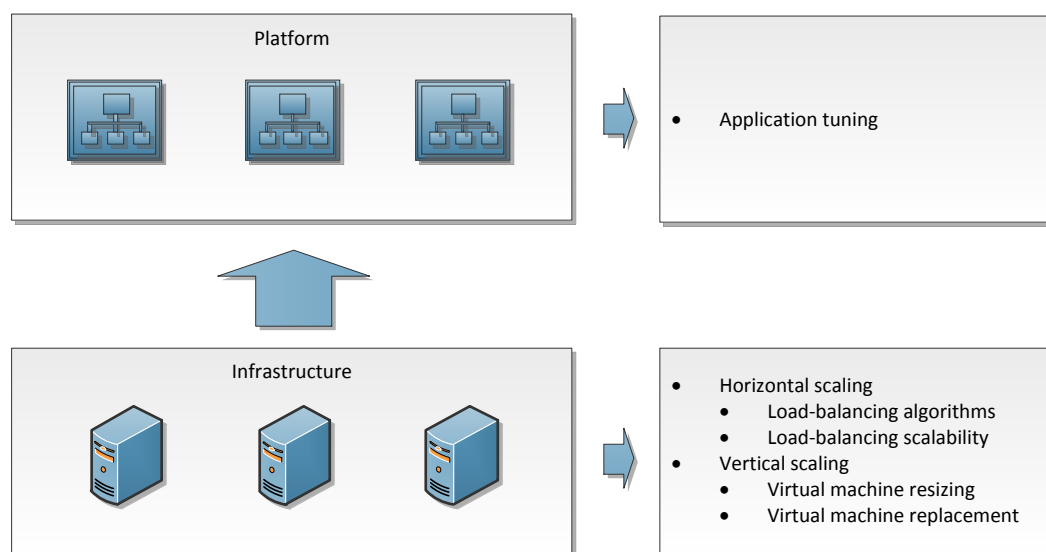 Platform
• Application tuning
Infrastructure
• Horizontal scaling
• Load-balancing algorithms
• Load-balancing scalability
• Vertical scaling
• Virtual machine resizing
• Virtual machine replacement